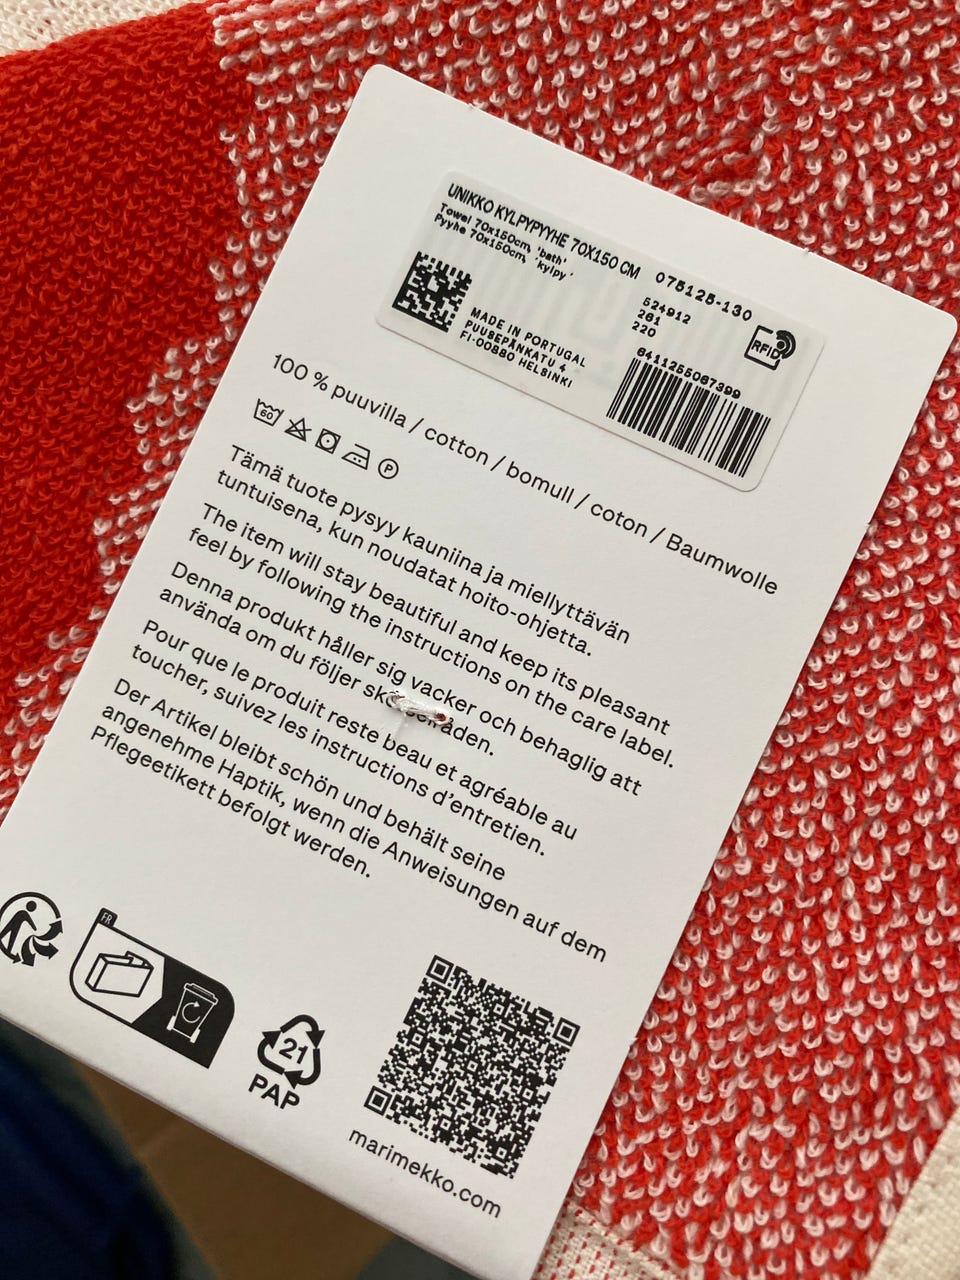 UNIKKO KYLPYPYYHE 70X150 CM
Towel 70x150cm, 'bath'
Pyyhe 70x150cm, 'kylpy'
075125-130
524912
261
220
RFID
MADE IN PORTUGAL
PUUSEPÄNKATU 4
FI-00880 HELSINKI
6411255067399
100 % puuvilla / cotton / bomull / coton / Baumwolle
60
P
Tämä tuote pysyy kauniina ja miellyttävän
tuntuisena, kun noudatat hoito-ohjetta.
The item will stay beautiful and keep its pleasant
feel by following the instructions on the care label.
Denna produkt håller sig vacker och behaglig att
använda om du följer skötselråden.
Pour que le produit reste beau et agréable au
toucher, suivez les instructions d'entretien.
Der Artikel bleibt schön und behält seine
angenehme Haptik, wenn die Anweisungen auf dem
Pflegeetikett befolgt werden.
FR
21
PAP
marimekko.com